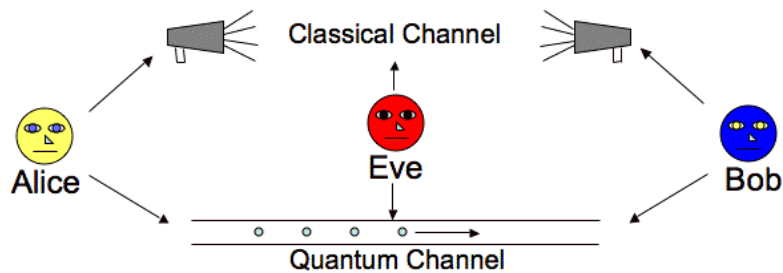 Classical Channel
Alice
Eve
Bob
Quantum Channel